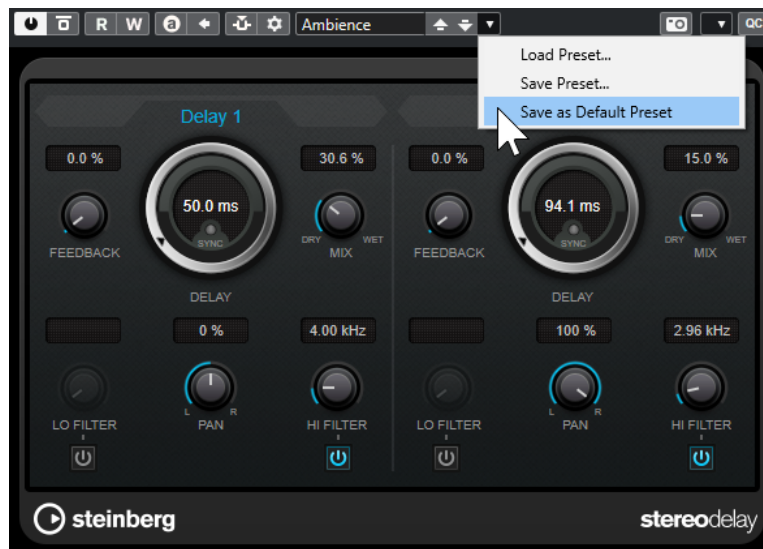 R W a Ambience QC
Load Preset...
Save Preset...
Save as Default Preset
Delay 1
0.0 % 30.6 % 0.0 % 15.0 %
50.0 ms 94.1 ms
SYNC SYNC
DRY WET DRY WET
FEEDBACK MIX FEEDBACK MIX
DELAY DELAY
0 % 4.00 kHz 100 % 2.96 kHz
L R L R
LO FILTER PAN HI FILTER LO FILTER PAN HI FILTER
steinberg stereodelay